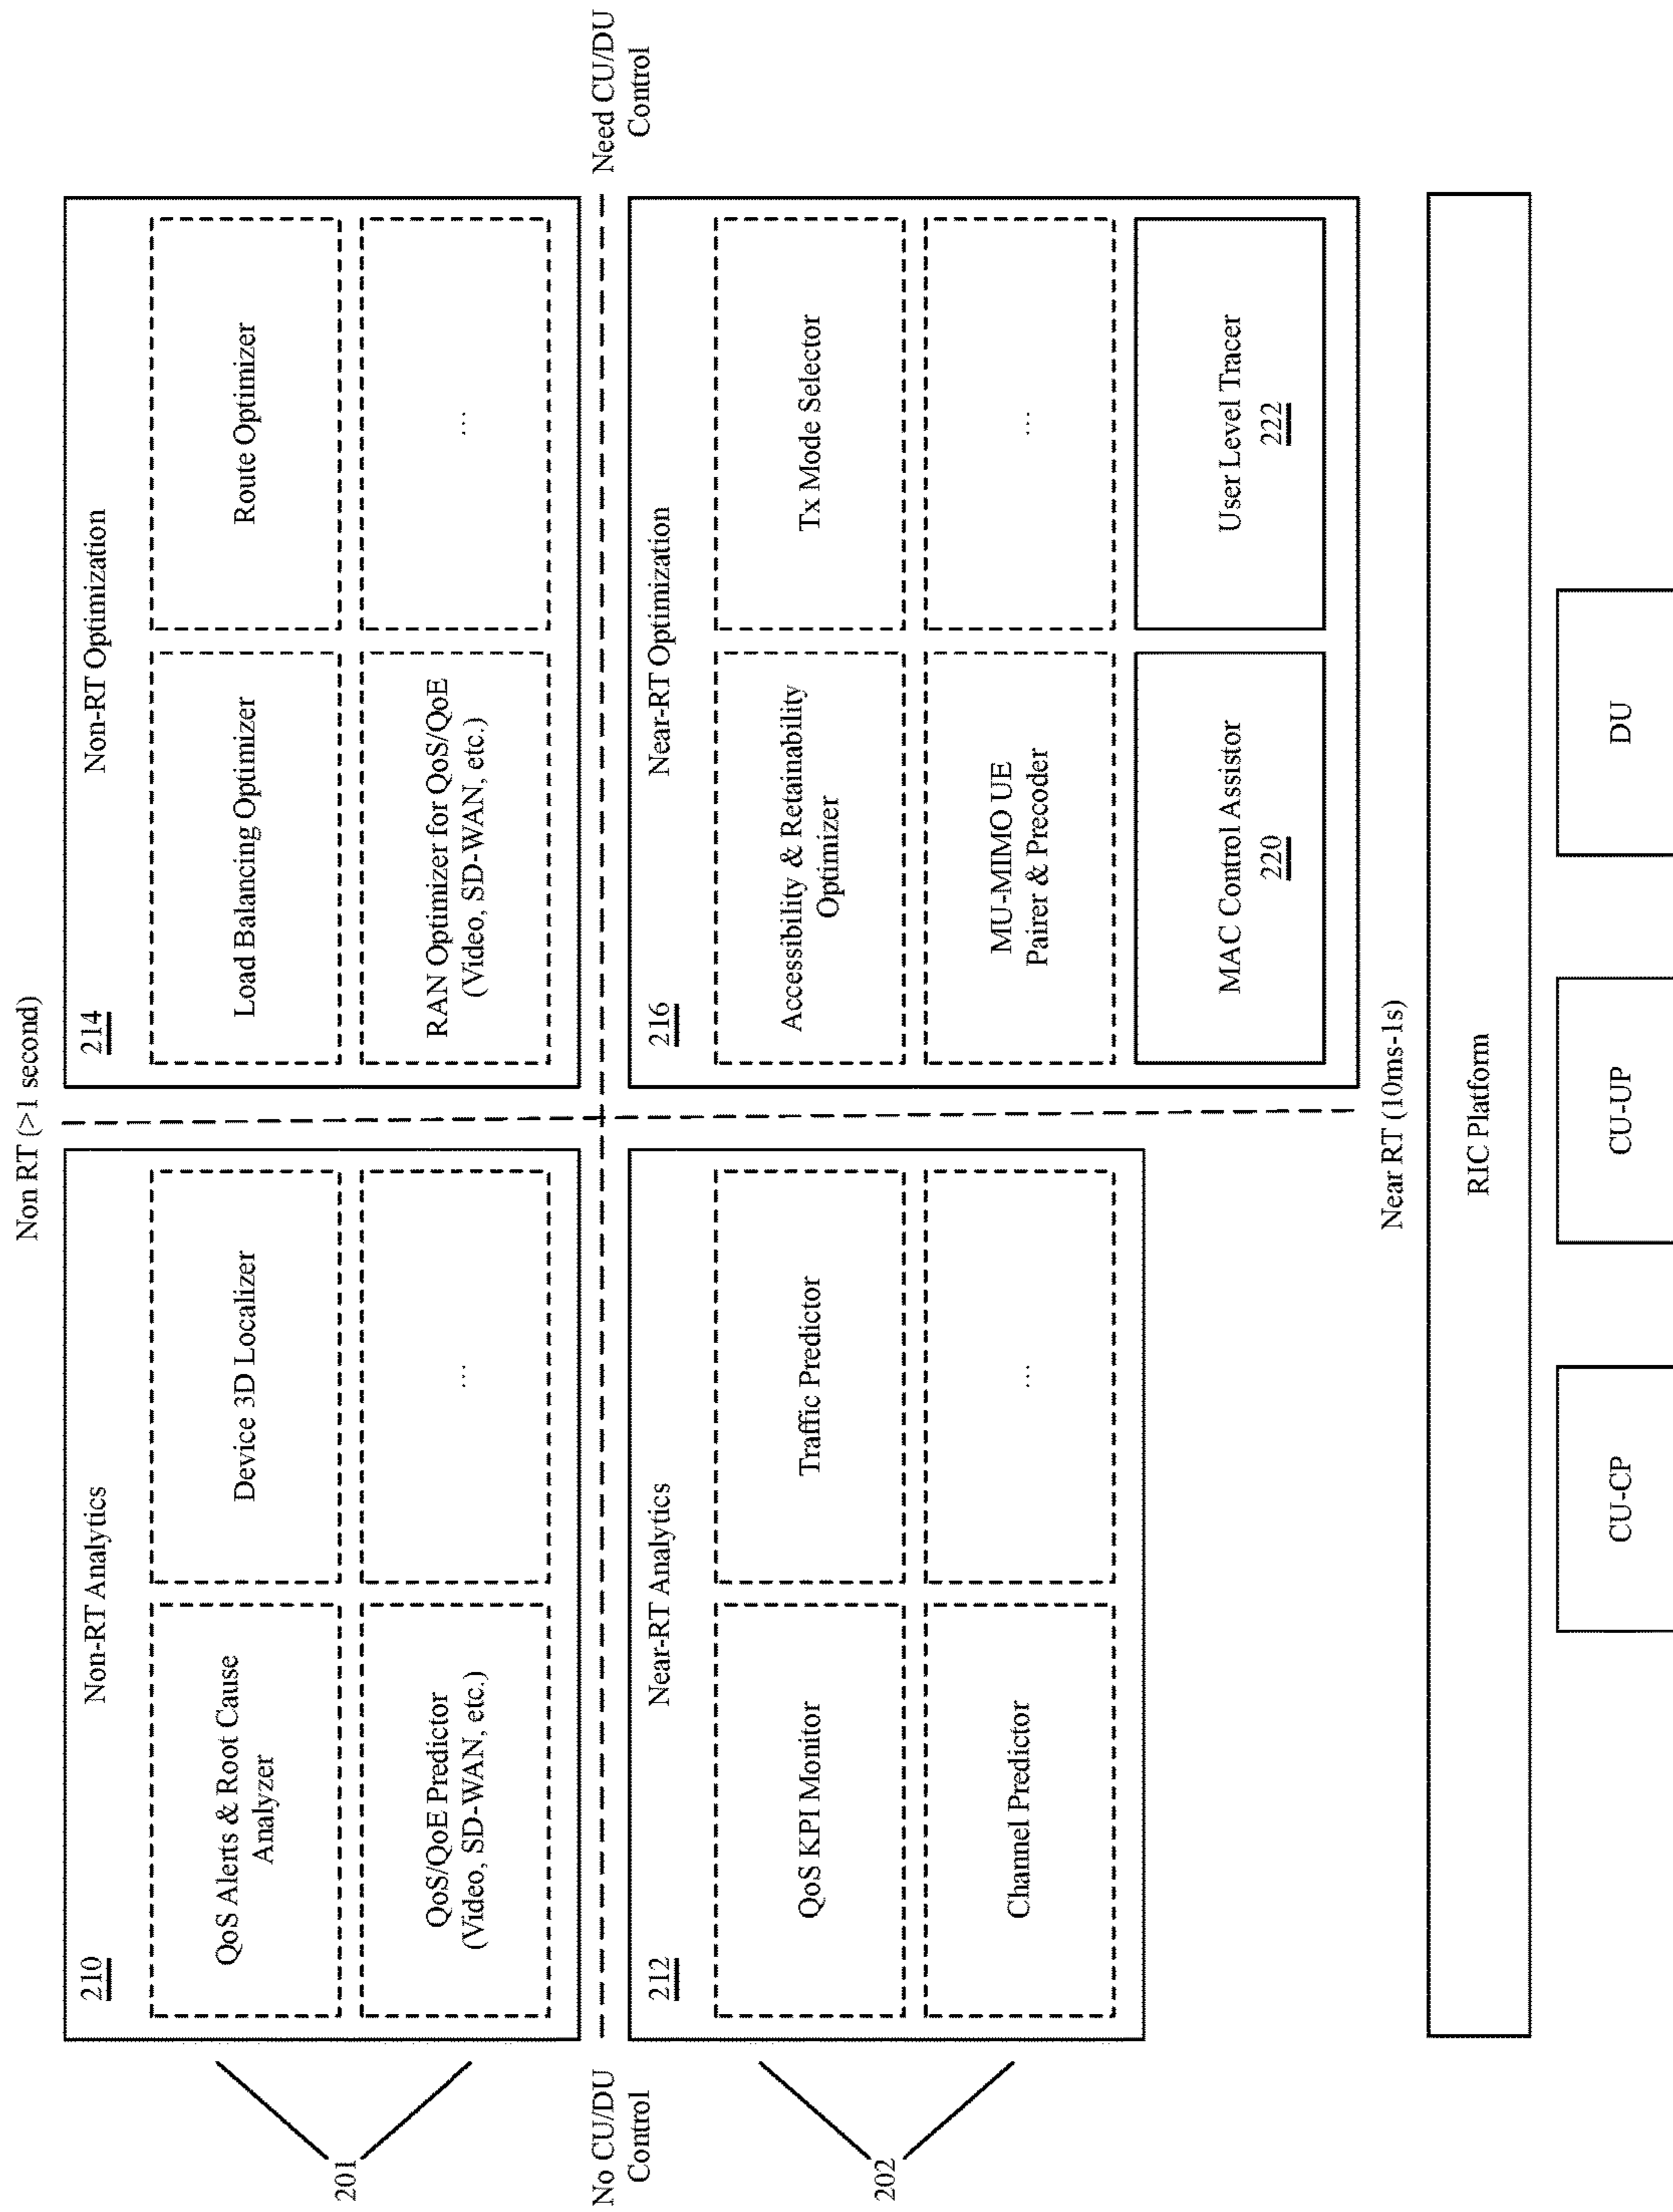 Non RT (>1 second)
210
Non-RT Analytics
QoS Alerts & Root Cause
Analyzer
Device 3D Localizer
QoS/QoE Predictor
(Video, SD-WAN, etc.)
...
201
214
Non-RT Optimization
Load Balancing Optimizer
Route Optimizer
RAN Optimizer for QoS/QoE
(Video, SD-WAN, etc.)
...
No CU/DU
Control
Need CU/DU
Control
212
Near-RT Analytics
QoS KPI Monitor
Traffic Predictor
Channel Predictor
...
202
216
Near-RT Optimization
Accessibility & Retainability
Optimizer
Tx Mode Selector
MU-MIMO UE
Pairer & Precoder
...
MAC Control Assistor
220
User Level Tracer
222
Near RT (10ms-1s)
RIC Platform
CU-CP
CU-UP
DU